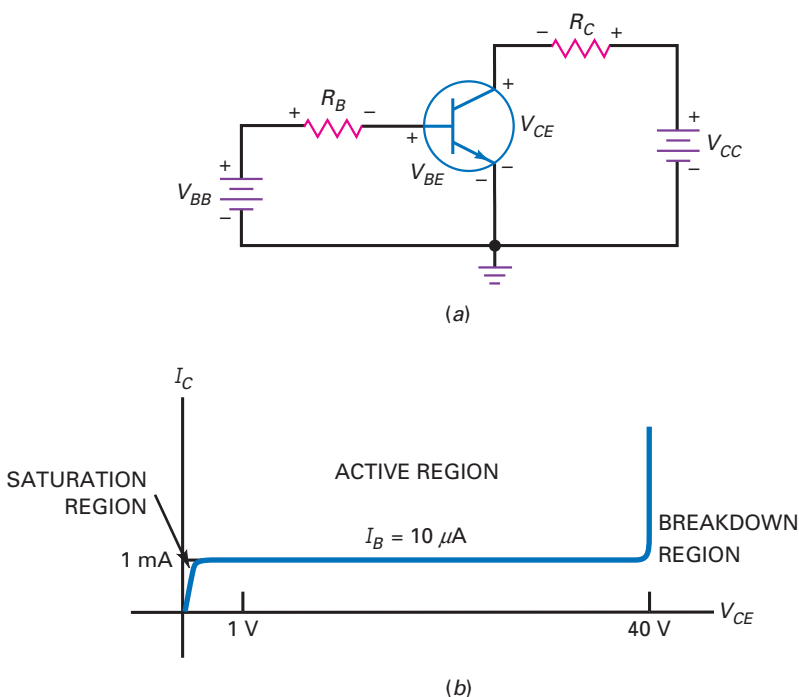 − R_C +
+ R_B −
+
+
V_CE
V_BE
− −
+
V_BB
−
+
V_CC
−
(a)
I_C
SATURATION
REGION
ACTIVE REGION
I_B = 10 μA
BREAKDOWN
REGION
1 mA
V_CE
1 V
40 V
(b)